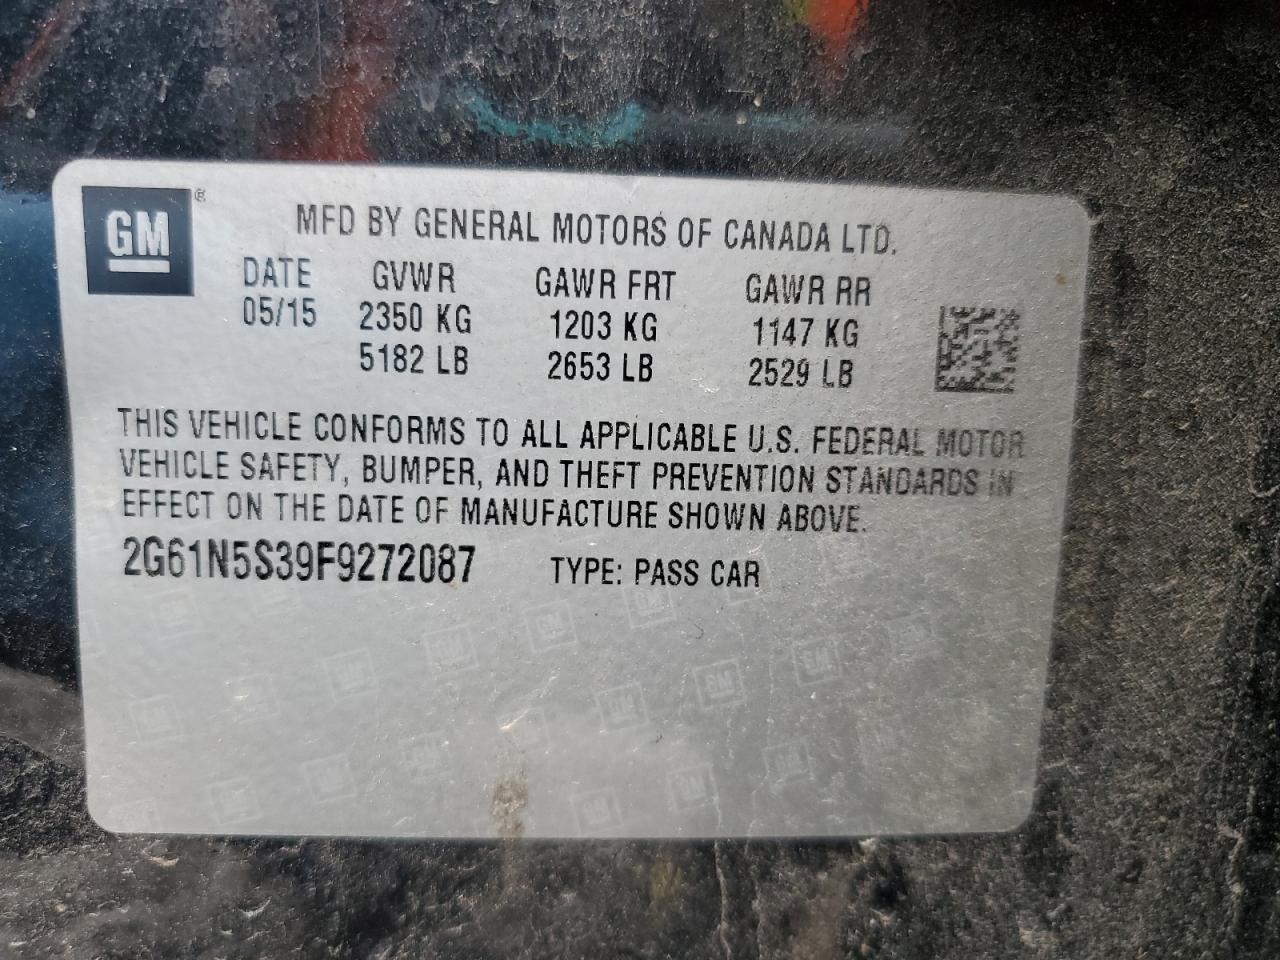 GM ®
MFD BY GENERAL MOTORS OF CANADA LTD.
DATE GVWR GAWR FRT GAWR RR
05/15 2350 KG 1203 KG 1147 KG
5182 LB 2653 LB 2529 LB
THIS VEHICLE CONFORMS TO ALL APPLICABLE U.S. FEDERAL MOTOR
VEHICLE SAFETY, BUMPER, AND THEFT PREVENTION STANDARDS IN
EFFECT ON THE DATE OF MANUFACTURE SHOWN ABOVE.
2G61N5S39F9272087 TYPE: PASS CAR